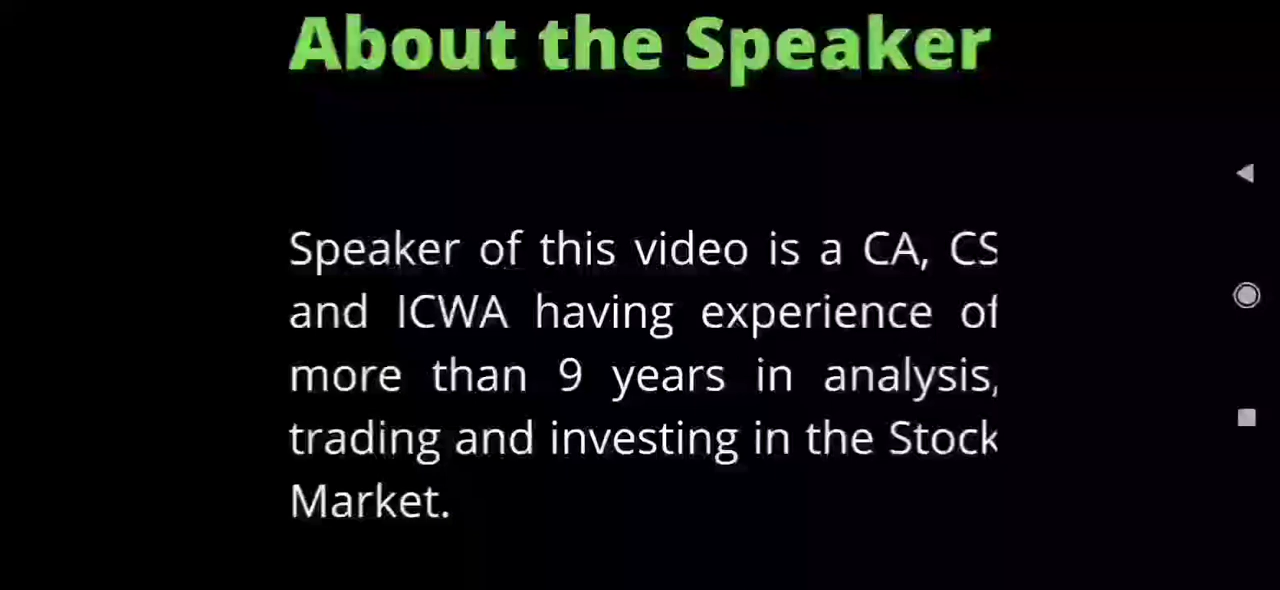 About the Speaker
Speaker of this video is a CA, CS
and ICWA having experience of
more than 9 years in analysis,
trading and investing in the Stock
Market.